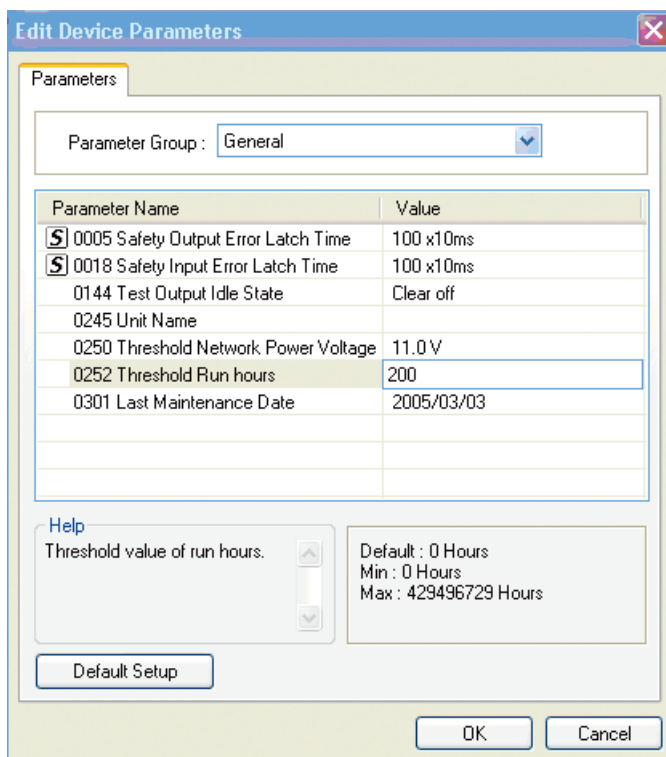 Edit Device Parameters
Parameters
Parameter Group : General
Parameter Name Value
S 0005 Safety Output Error Latch Time 100 x10ms
S 0018 Safety Input Error Latch Time 100 x10ms
0144 Test Output Idle State Clear off
0245 Unit Name
0250 Threshold Network Power Voltage 11.0 V
0252 Threshold Run hours 200
0301 Last Maintenance Date 2005/03/03
Help
Threshold value of run hours.
Default : 0 Hours
Min : 0 Hours
Max : 429496729 Hours
Default Setup
OK Cancel